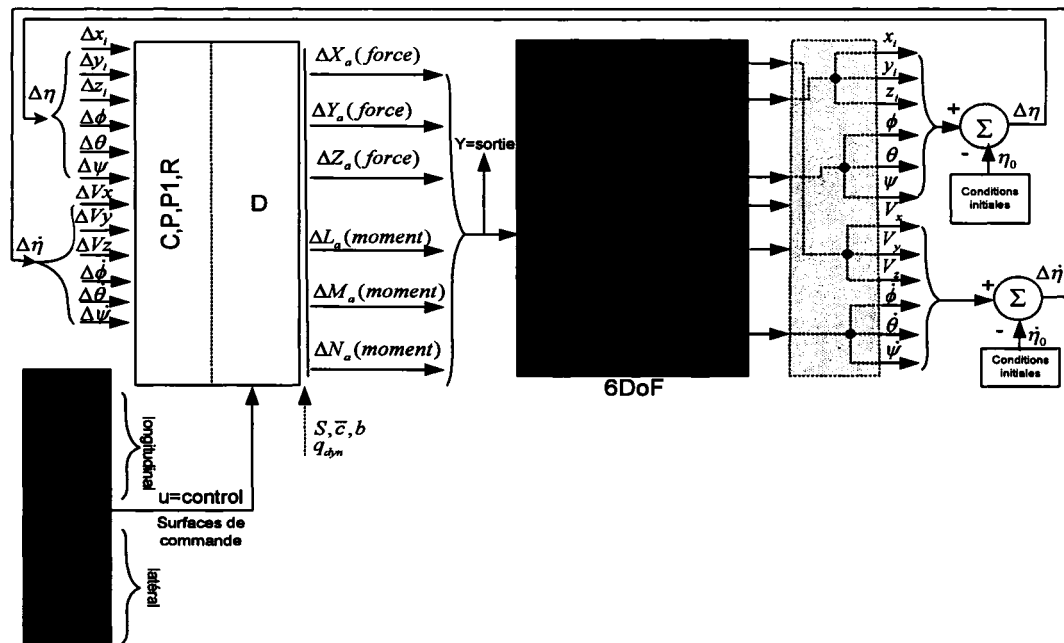 Δη
Δη̇
Δx_i
Δy_i
Δz_i
Δϕ
Δθ
Δψ
ΔVx
ΔVy
ΔVz
Δϕ̇
Δθ̇
Δψ̇
C,P,P1,R
D
ΔX_a(force)
ΔY_a(force)
ΔZ_a(force)
ΔL_a(moment)
ΔM_a(moment)
ΔN_a(moment)
Y=sortie
6DoF
x_i
y_i
z_i
ϕ
θ
ψ
V_x
V_y
V_z
ϕ̇
θ̇
ψ̇
+
Σ
-
Δη
η_0
Conditions
initiales
+
Σ
-
Δη̇
η̇_0
Conditions
initiales
S,c̄,b
q_dyn
longitudinal
u=control
Surfaces de
commande
latéral